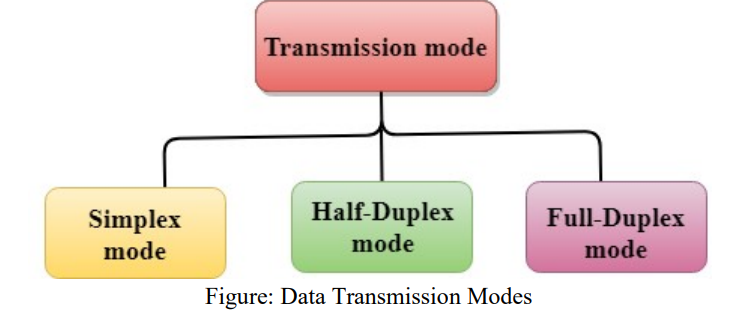 Transmission mode
Simplex
mode
Half-Duplex
mode
Full-Duplex
mode
Figure: Data Transmission Modes